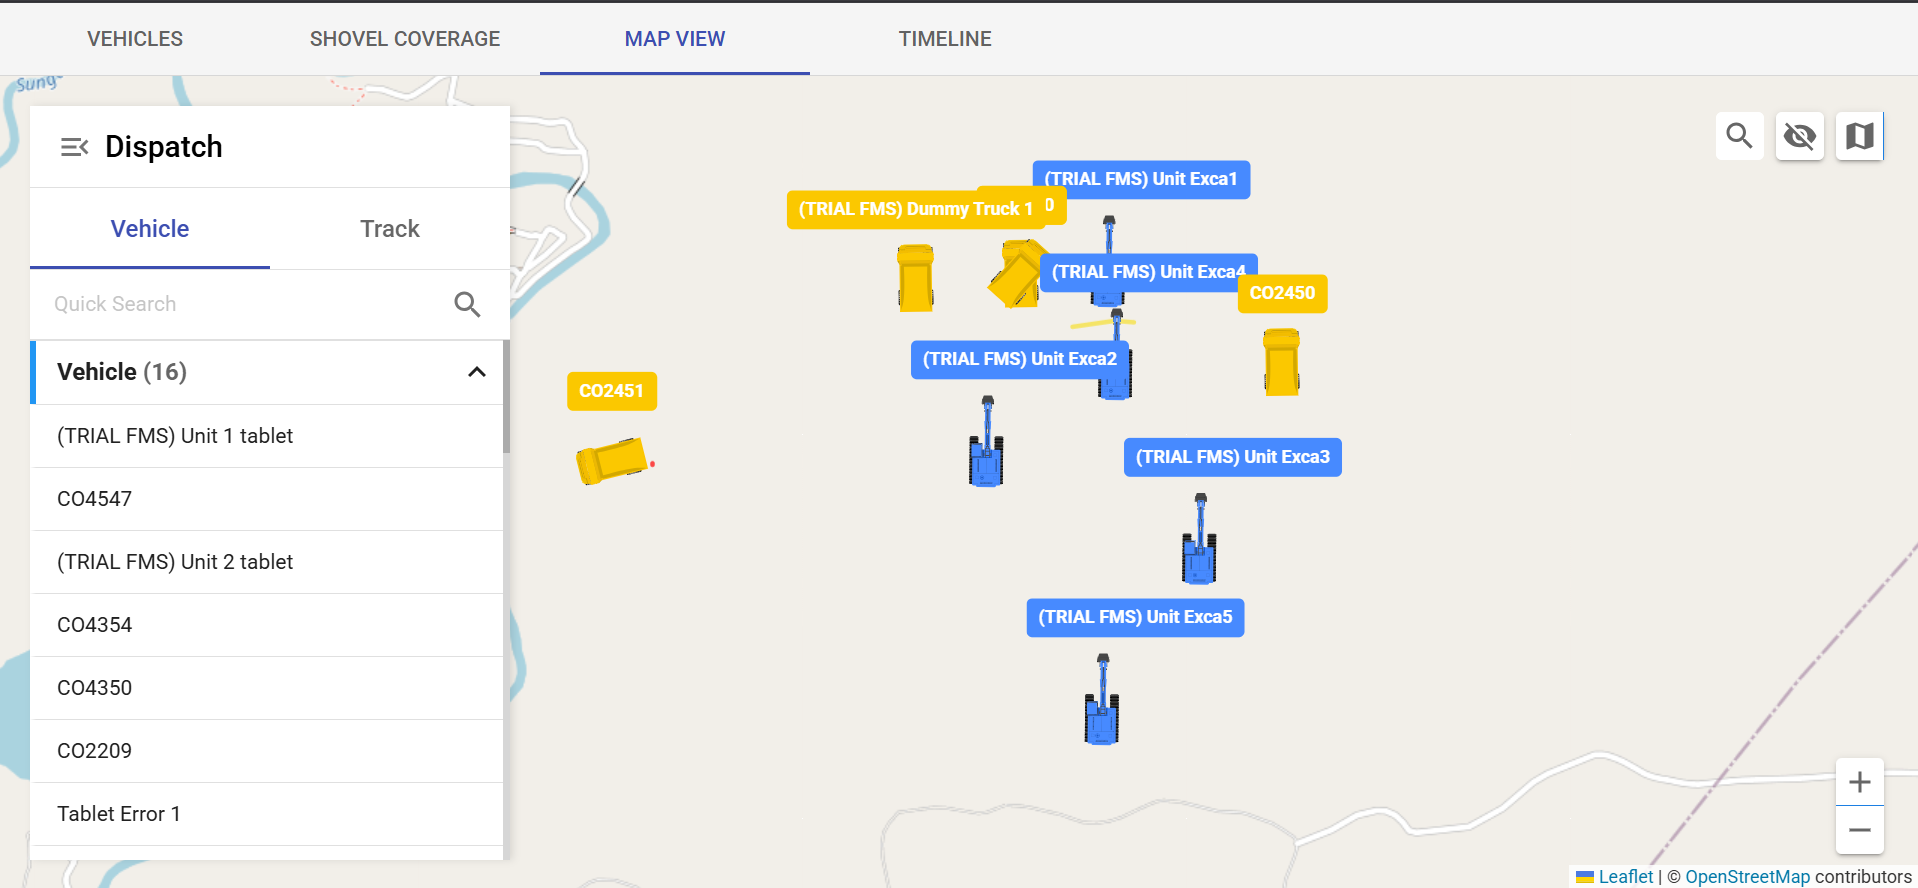 VEHICLES
SHOVEL COVERAGE
MAP VIEW
TIMELINE
Dispatch
Vehicle
Track
Quick Search
Vehicle (16)
(TRIAL FMS) Unit 1 tablet
CO4547
(TRIAL FMS) Unit 2 tablet
CO4354
CO4350
CO2209
Tablet Error 1
(TRIAL FMS) Unit Exca1
(TRIAL FMS) Dummy Truck 1
0
(TRIAL FMS) Unit Exca4
CO2450
(TRIAL FMS) Unit Exca2
CO2451
(TRIAL FMS) Unit Exca3
(TRIAL FMS) Unit Exca5
Leaflet | © OpenStreetMap contributors